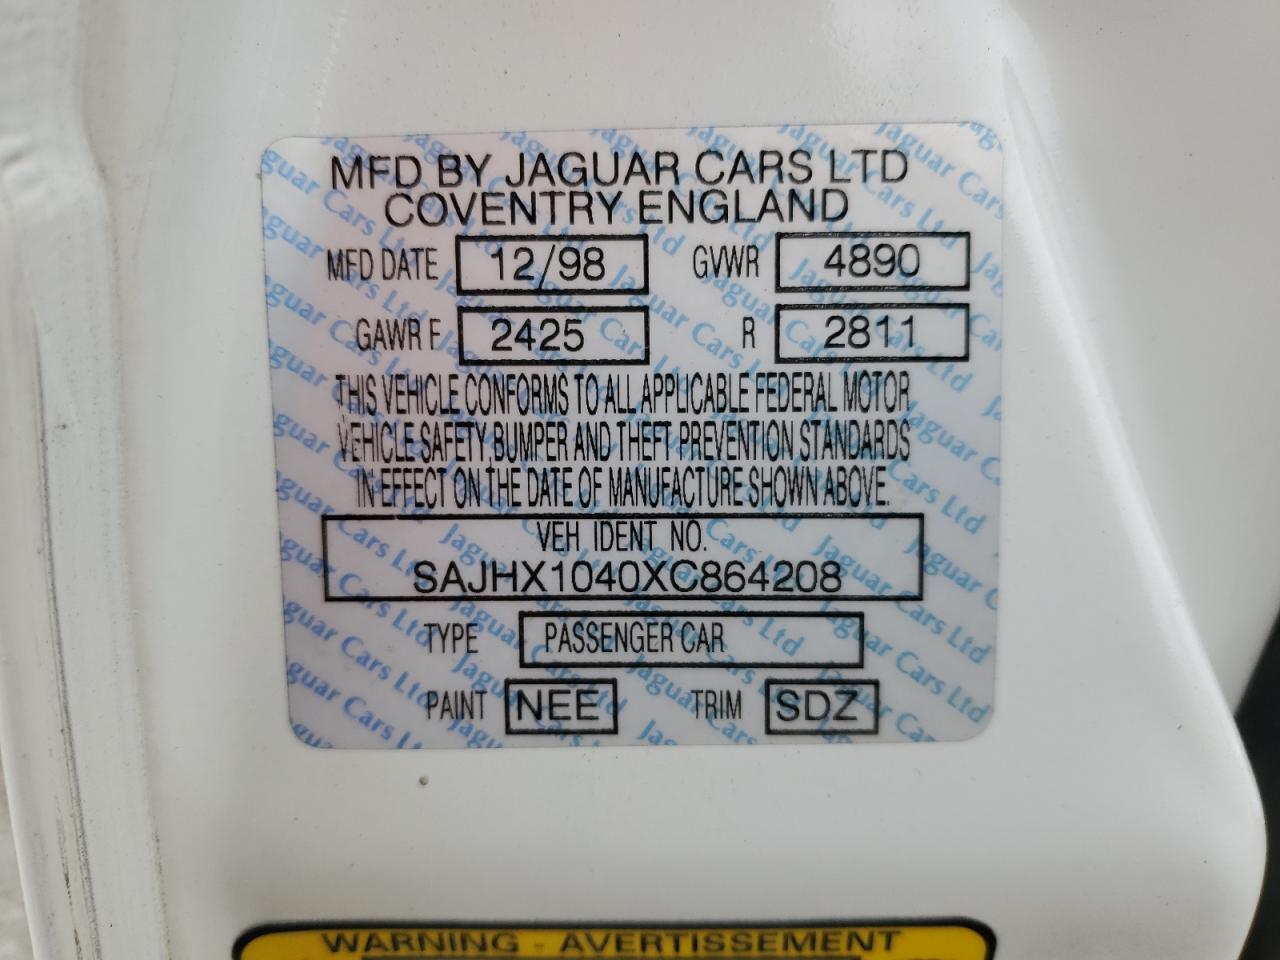 MFD BY JAGUAR CARS LTD
COVENTRY ENGLAND
MFD DATE 12/98 GVWR 4890
GAWR F 2425 R 2811
THIS VEHICLE CONFORMS TO ALL APPLICABLE FEDERAL MOTOR
VEHICLE SAFETY, BUMPER AND THEFT PREVENTION STANDARDS
IN EFFECT ON THE DATE OF MANUFACTURE SHOWN ABOVE.
VEH IDENT NO.
SAJHX1040XC864208
TYPE PASSENGER CAR
PAINT NEE TRIM SDZ
WARNING - AVERTISSEMENT